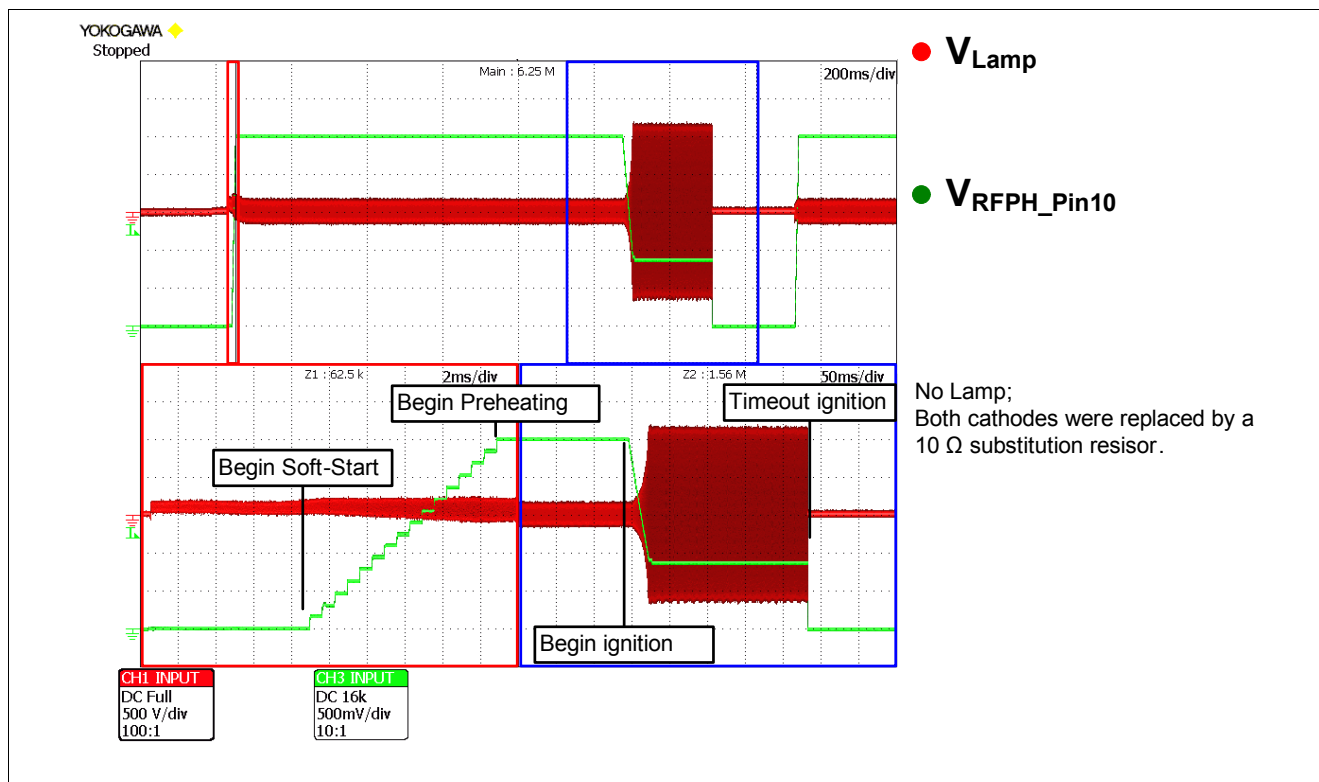 YOKOGAWA
Stopped
Main : 6.25 M
200ms/div
V_Lamp
V_RFPH_Pin10
Z1 : 62.5 k
2ms/div
Z2 : 1.56 M
50ms/div
Begin Preheating
Timeout ignition
Begin Soft-Start
Begin ignition
No Lamp;
Both cathodes were replaced by a
10 Ω substitution resisor.
CH1 INPUT
DC Full
500 V/div
100:1
CH3 INPUT
DC 16k
500mV/div
10:1